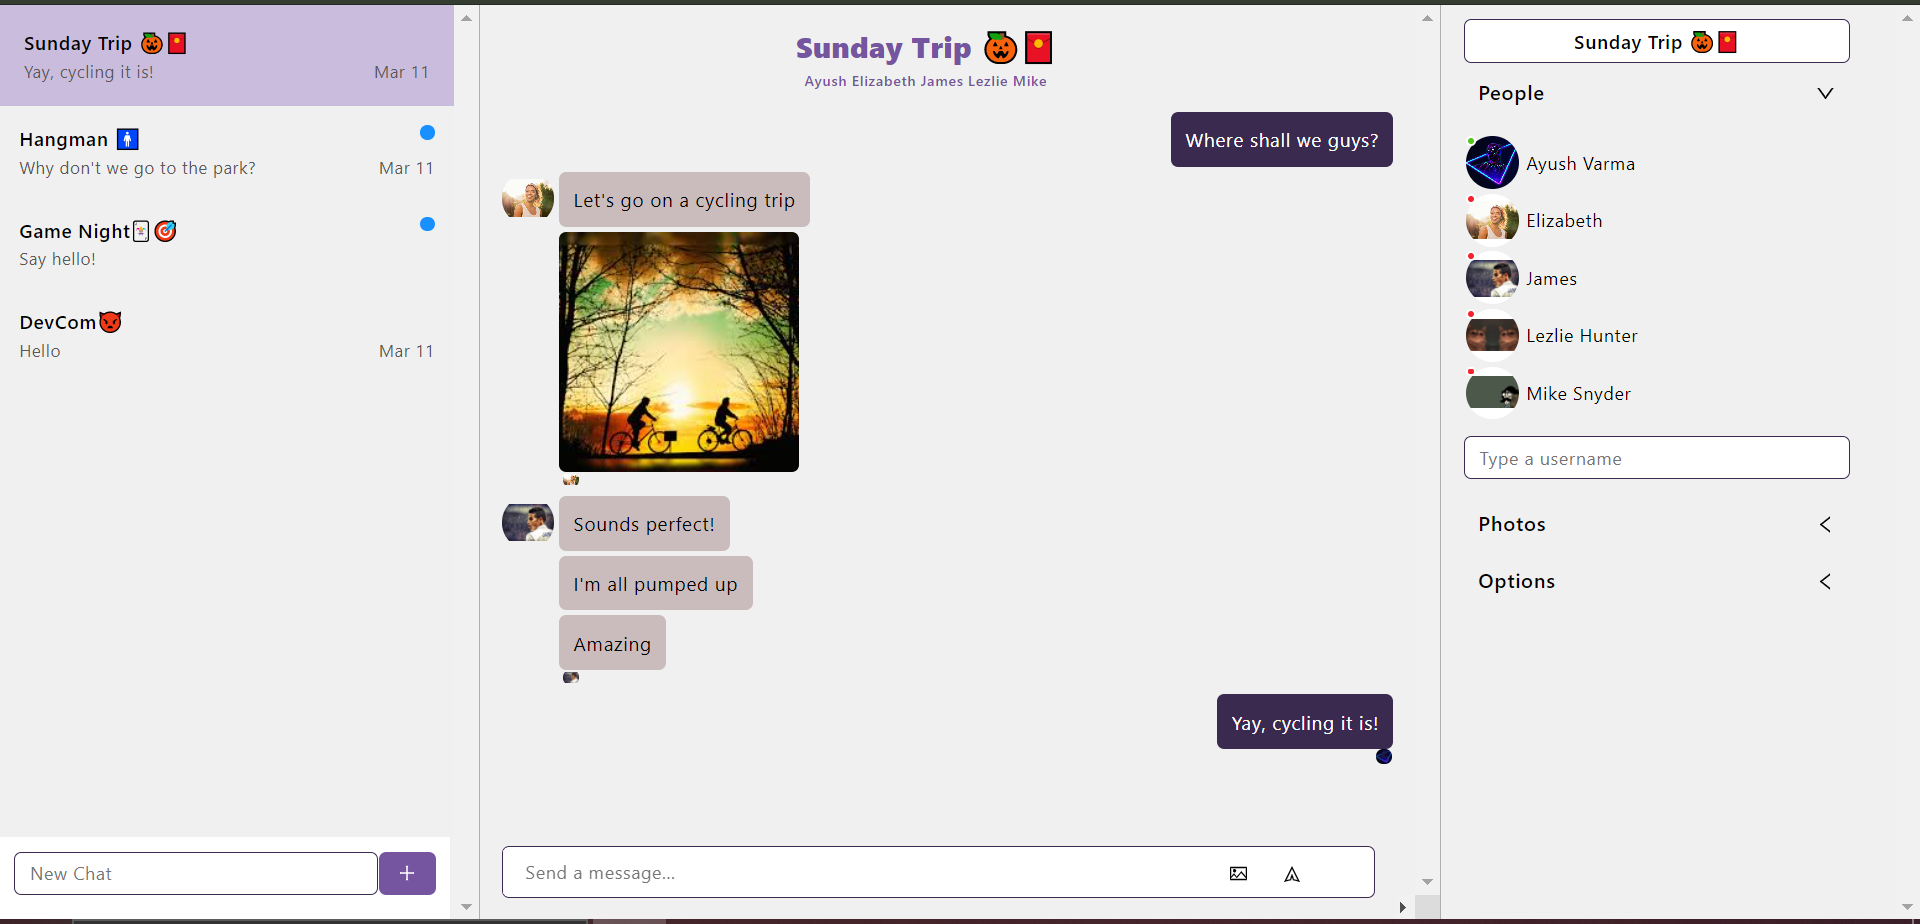 Sunday Trip 🎃🧧
Yay, cycling it is!
Mar 11
Hangman 🚹
Why don't we go to the park?
Mar 11
Game Night🃏🎯
Say hello!
DevCom👿
Hello
Mar 11
New Chat
+
Sunday Trip 🎃🧧
Ayush Elizabeth James Lezlie Mike
Where shall we guys?
Let's go on a cycling trip
Sounds perfect!
I'm all pumped up
Amazing
Yay, cycling it is!
Send a message...
Sunday Trip 🎃🧧
People
Ayush Varma
Elizabeth
James
Lezlie Hunter
Mike Snyder
Type a username
Photos
Options